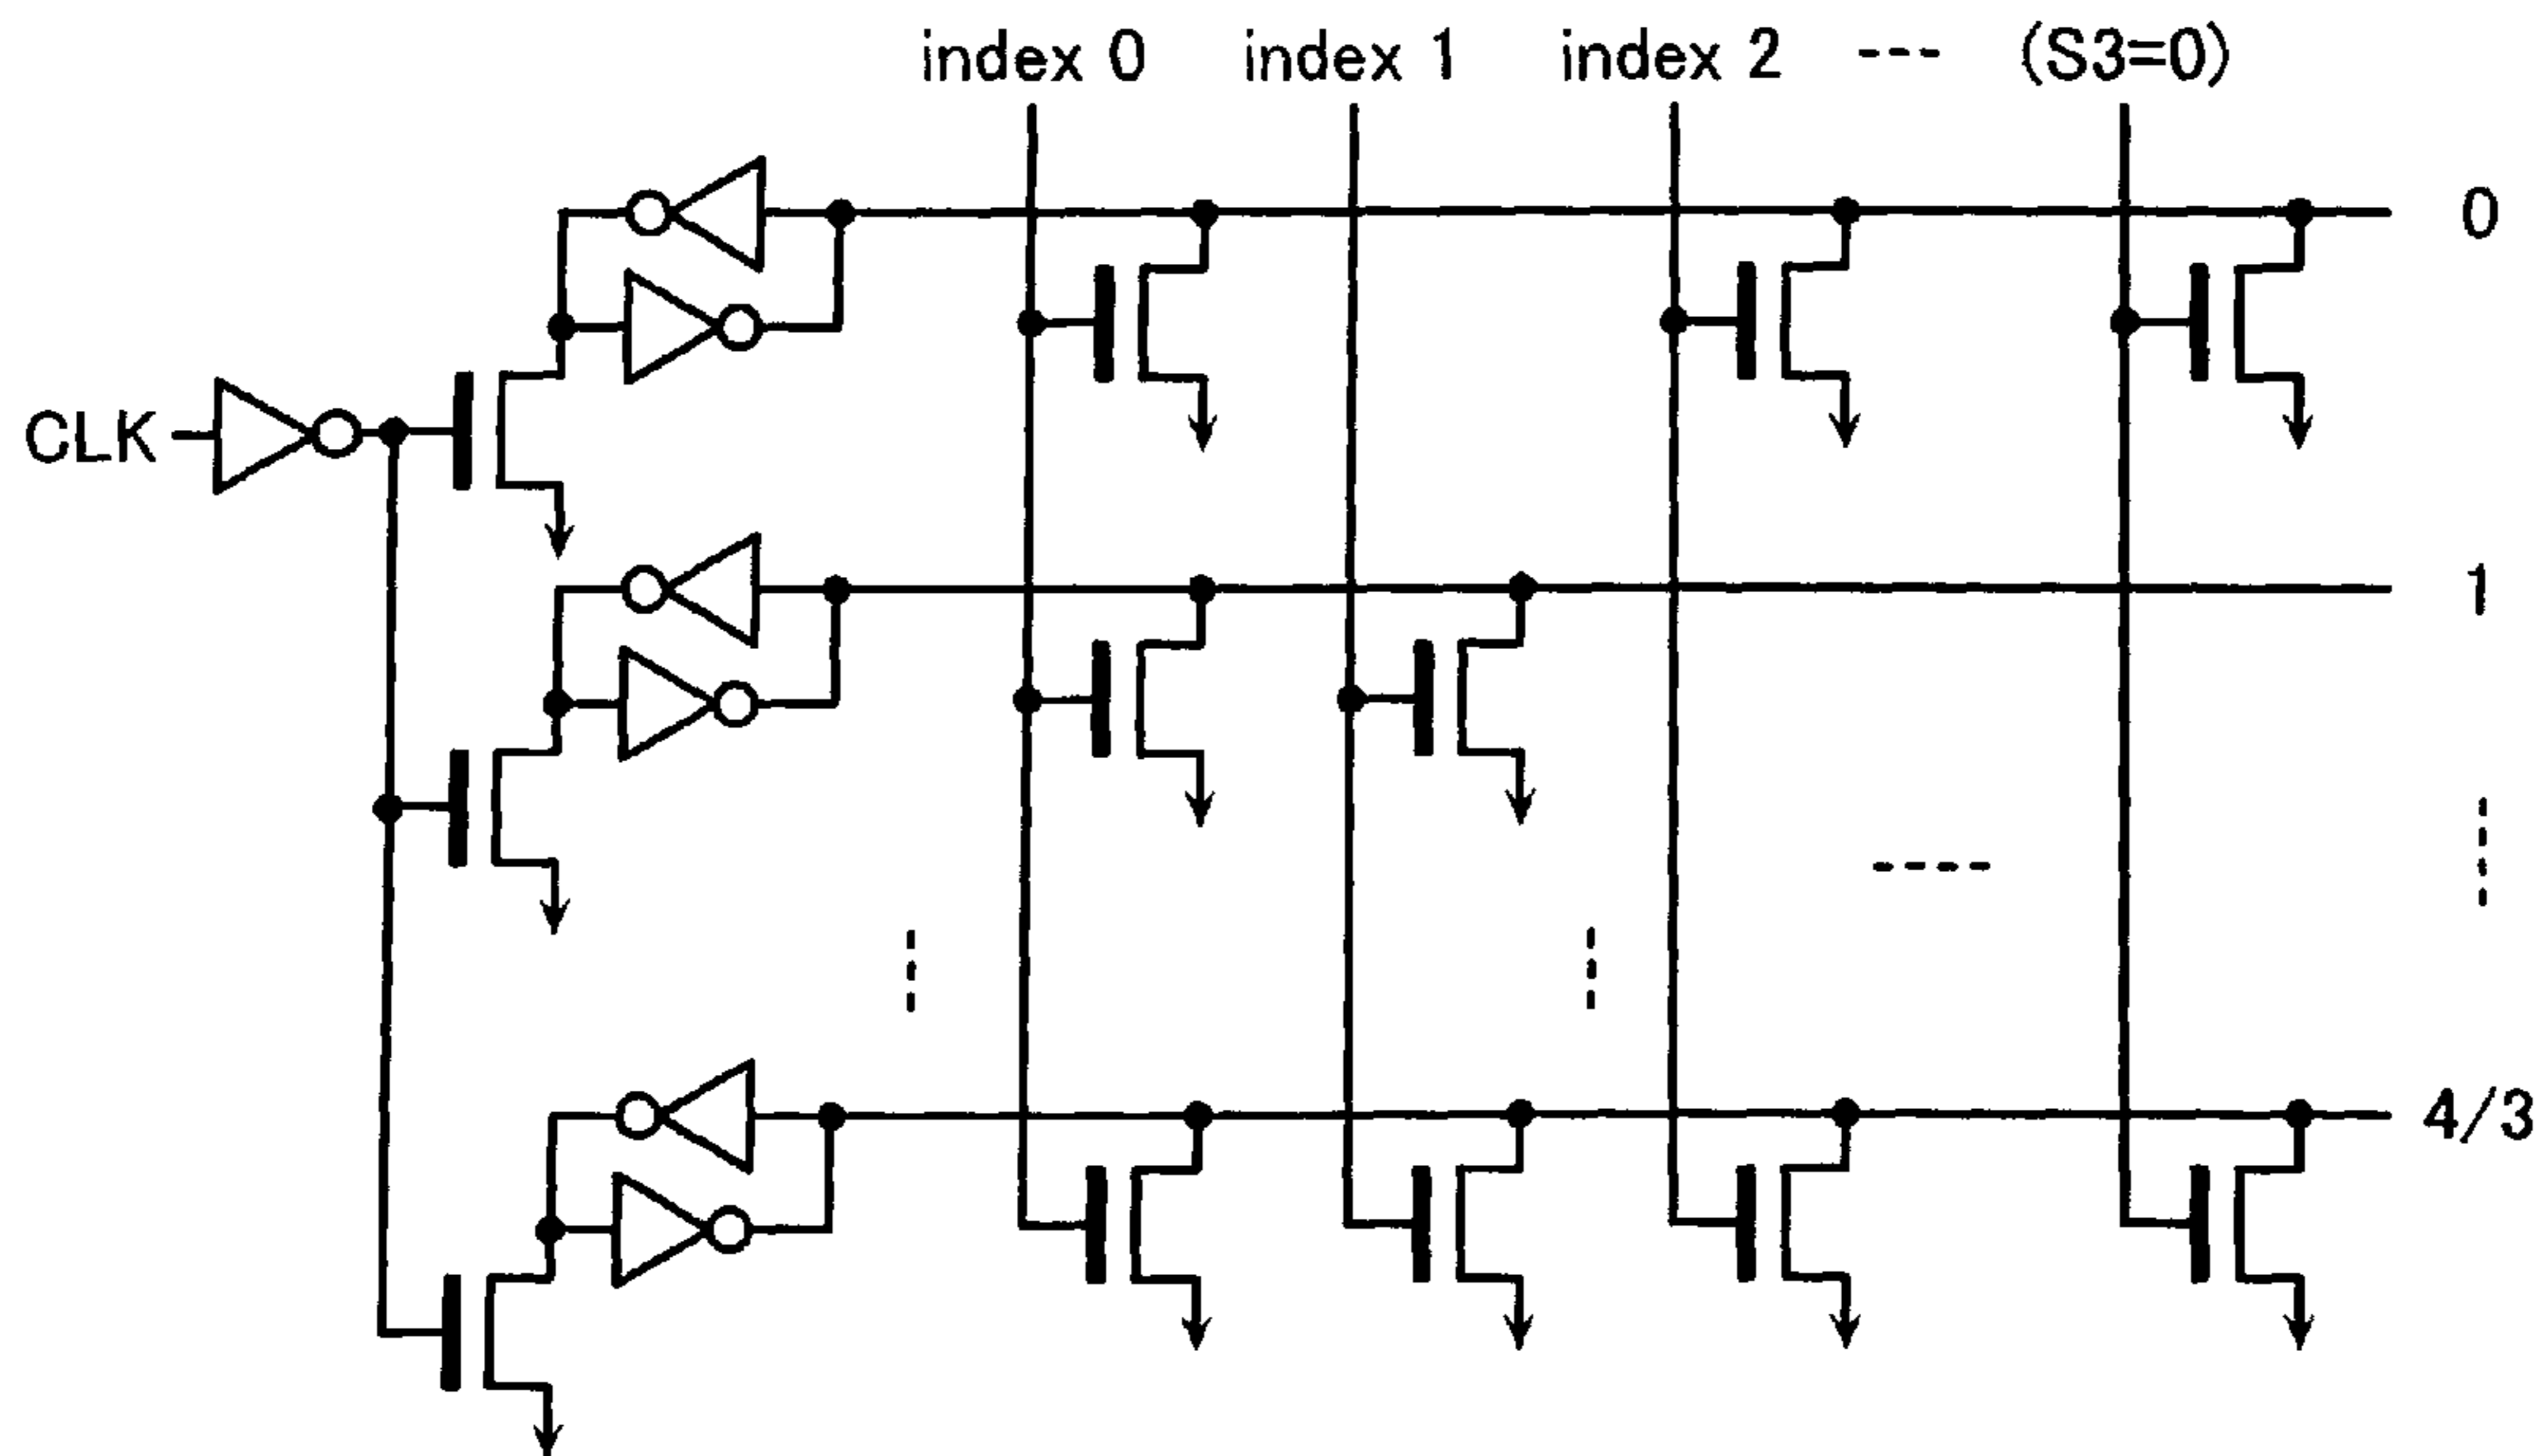 index 0 index 1 index 2 --- (S3=0)
0
CLK
1
4/3